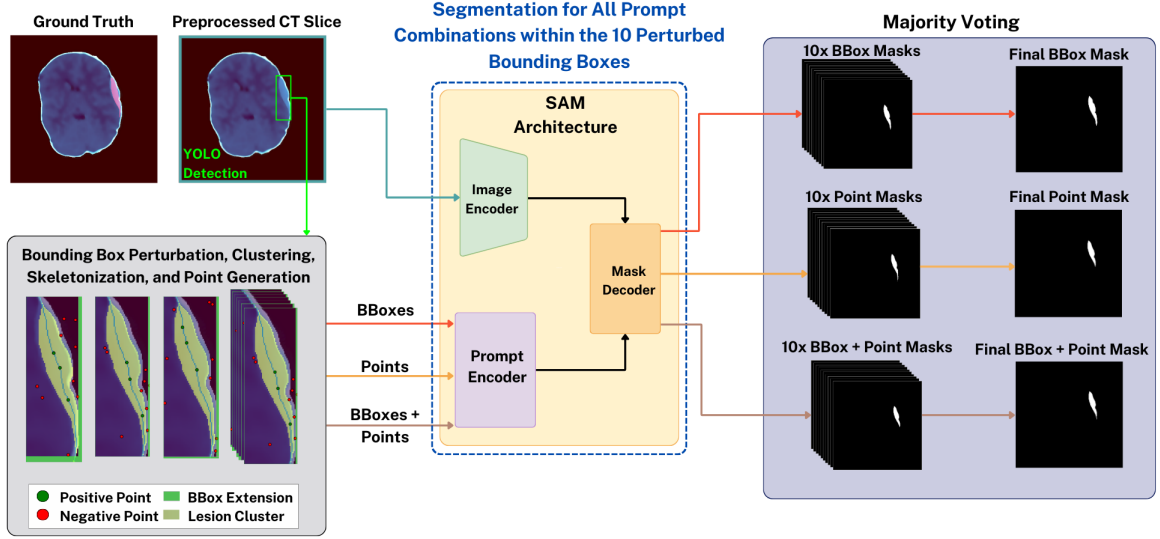 Ground Truth
Preprocessed CT Slice
YOLO
Detection
Segmentation for All Prompt
Combinations within the 10 Perturbed
Bounding Boxes
SAM
Architecture
Image
Encoder
Mask
Decoder
Prompt
Encoder
Majority Voting
10x BBox Masks
Final BBox Mask
10x Point Masks
Final Point Mask
10x BBox + Point Masks
Final BBox + Point Mask
Bounding Box Perturbation, Clustering,
Skeletonization, and Point Generation
BBoxes
Points
BBoxes +
Points
Positive Point
BBox Extension
Negative Point
Lesion Cluster